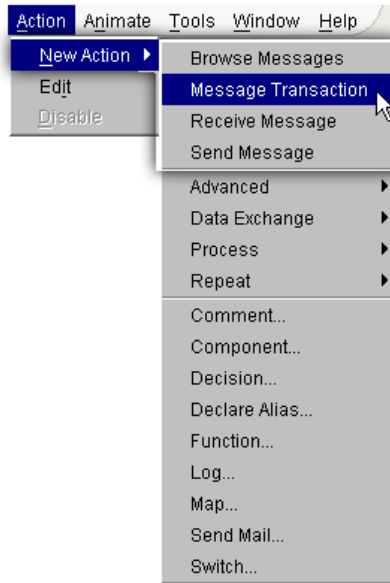 Action Animate Tools Window Help
New Action
Edit
Disable
Browse Messages
Message Transaction
Receive Message
Send Message
Advanced
Data Exchange
Process
Repeat
Comment...
Component...
Decision...
Declare Alias...
Function...
Log...
Map...
Send Mail...
Switch...